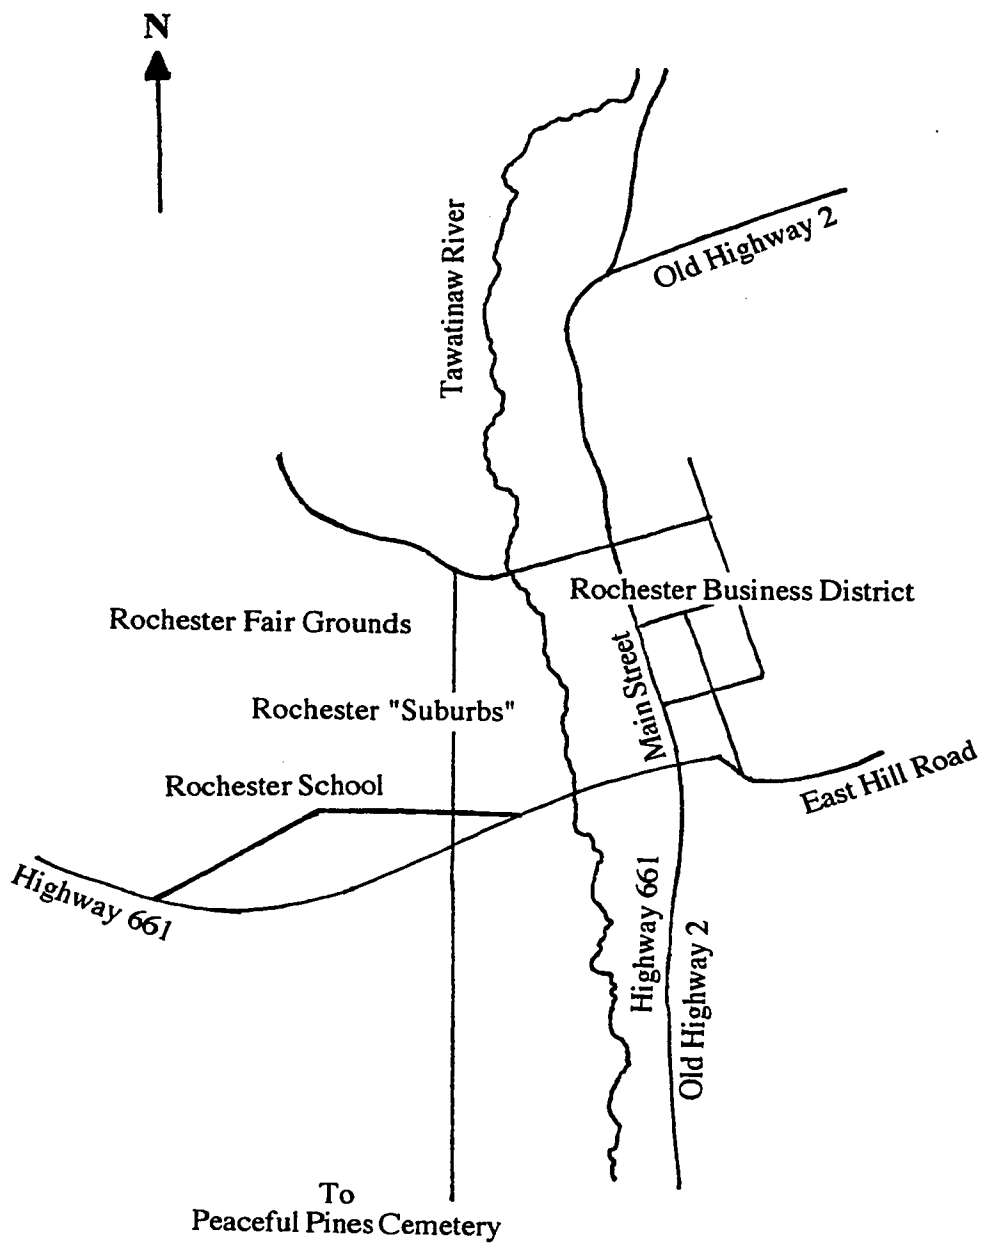 N
Old Highway 2
Tawatinaw River
Rochester Business District
Rochester Fair Grounds
Main Street
Rochester "Suburbs"
Rochester School
East Hill Road
Highway 661
Highway 661
Old Highway 2
To
Peaceful Pines Cemetery